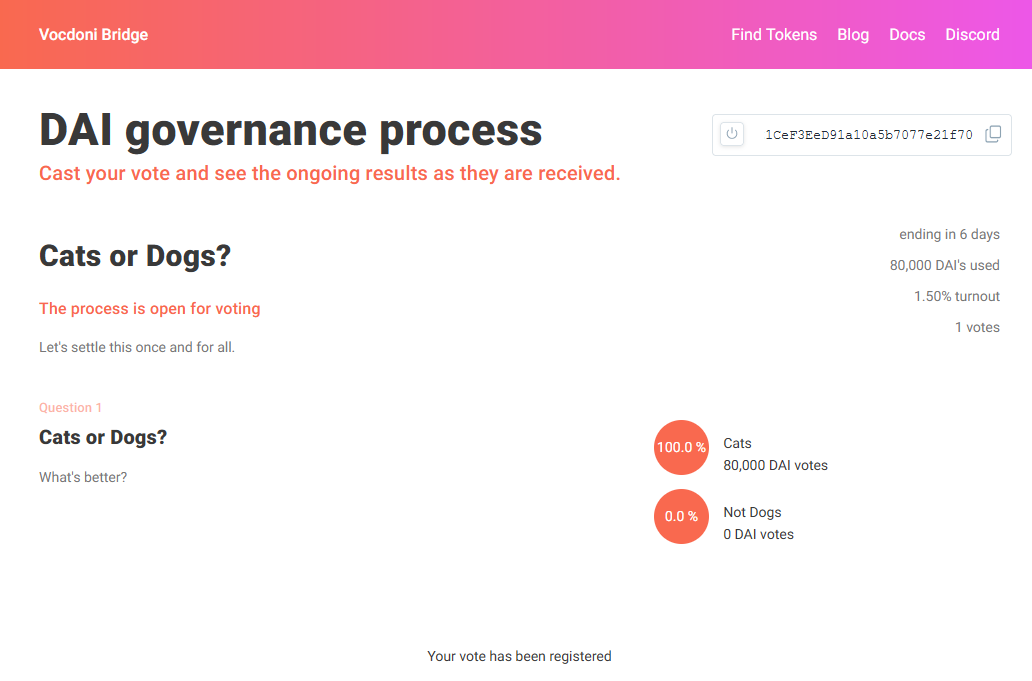 Vocdoni Bridge
Find Tokens Blog Docs Discord
DAI governance process
1CeF3EeD91a10a5b7077e21f70
Cast your vote and see the ongoing results as they are received.
Cats or Dogs?
ending in 6 days
80,000 DAI's used
1.50% turnout
1 votes
The process is open for voting
Let's settle this once and for all.
Question 1
Cats or Dogs?
What's better?
100.0 %
Cats
80,000 DAI votes
0.0 %
Not Dogs
0 DAI votes
Your vote has been registered